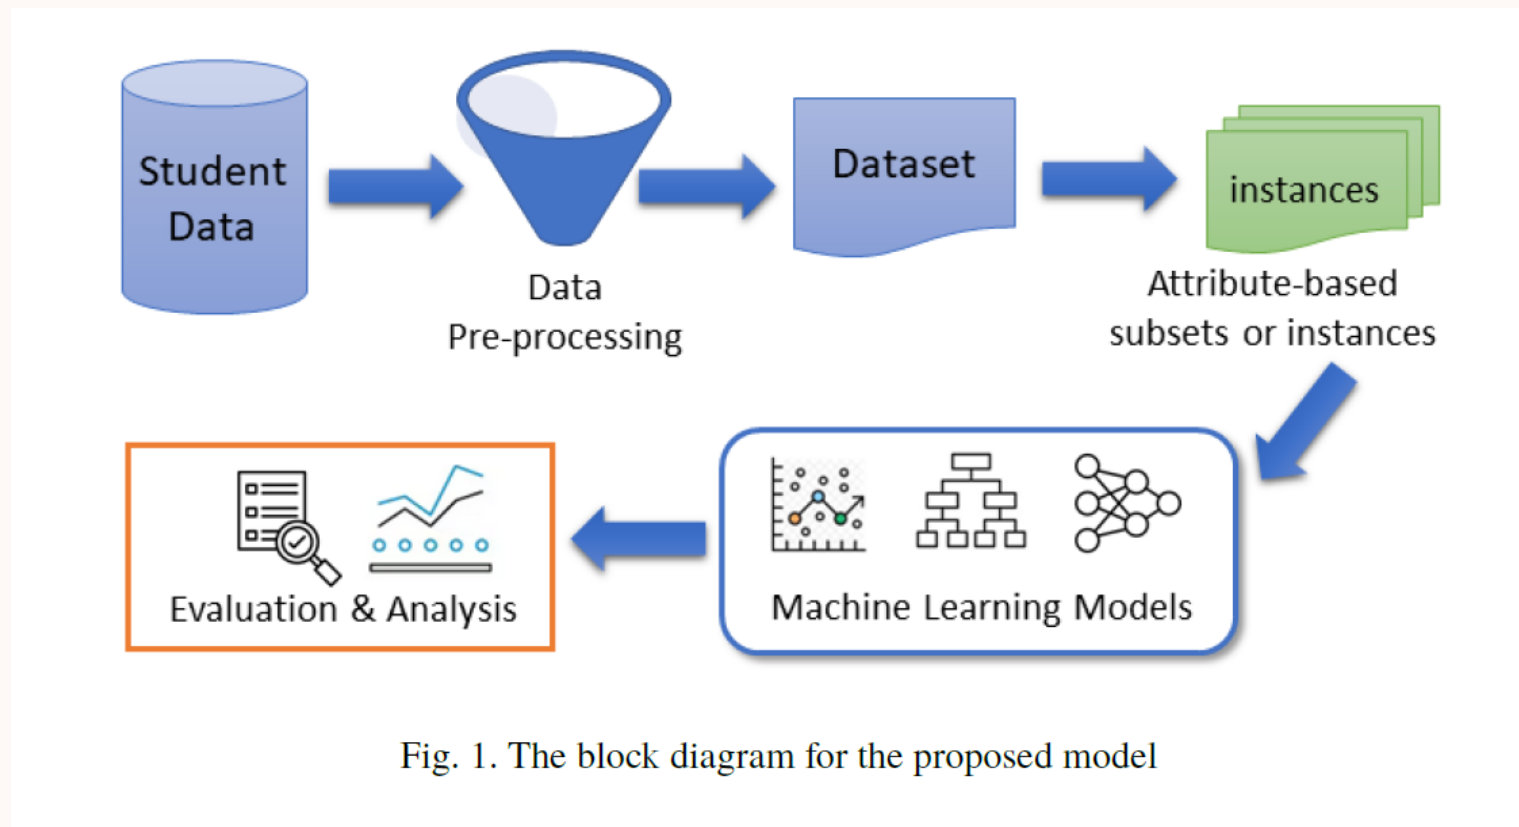 Student
Data
Data
Pre-processing
Dataset
instances
Attribute-based
subsets or instances
Evaluation & Analysis
Machine Learning Models
Fig. 1. The block diagram for the proposed model